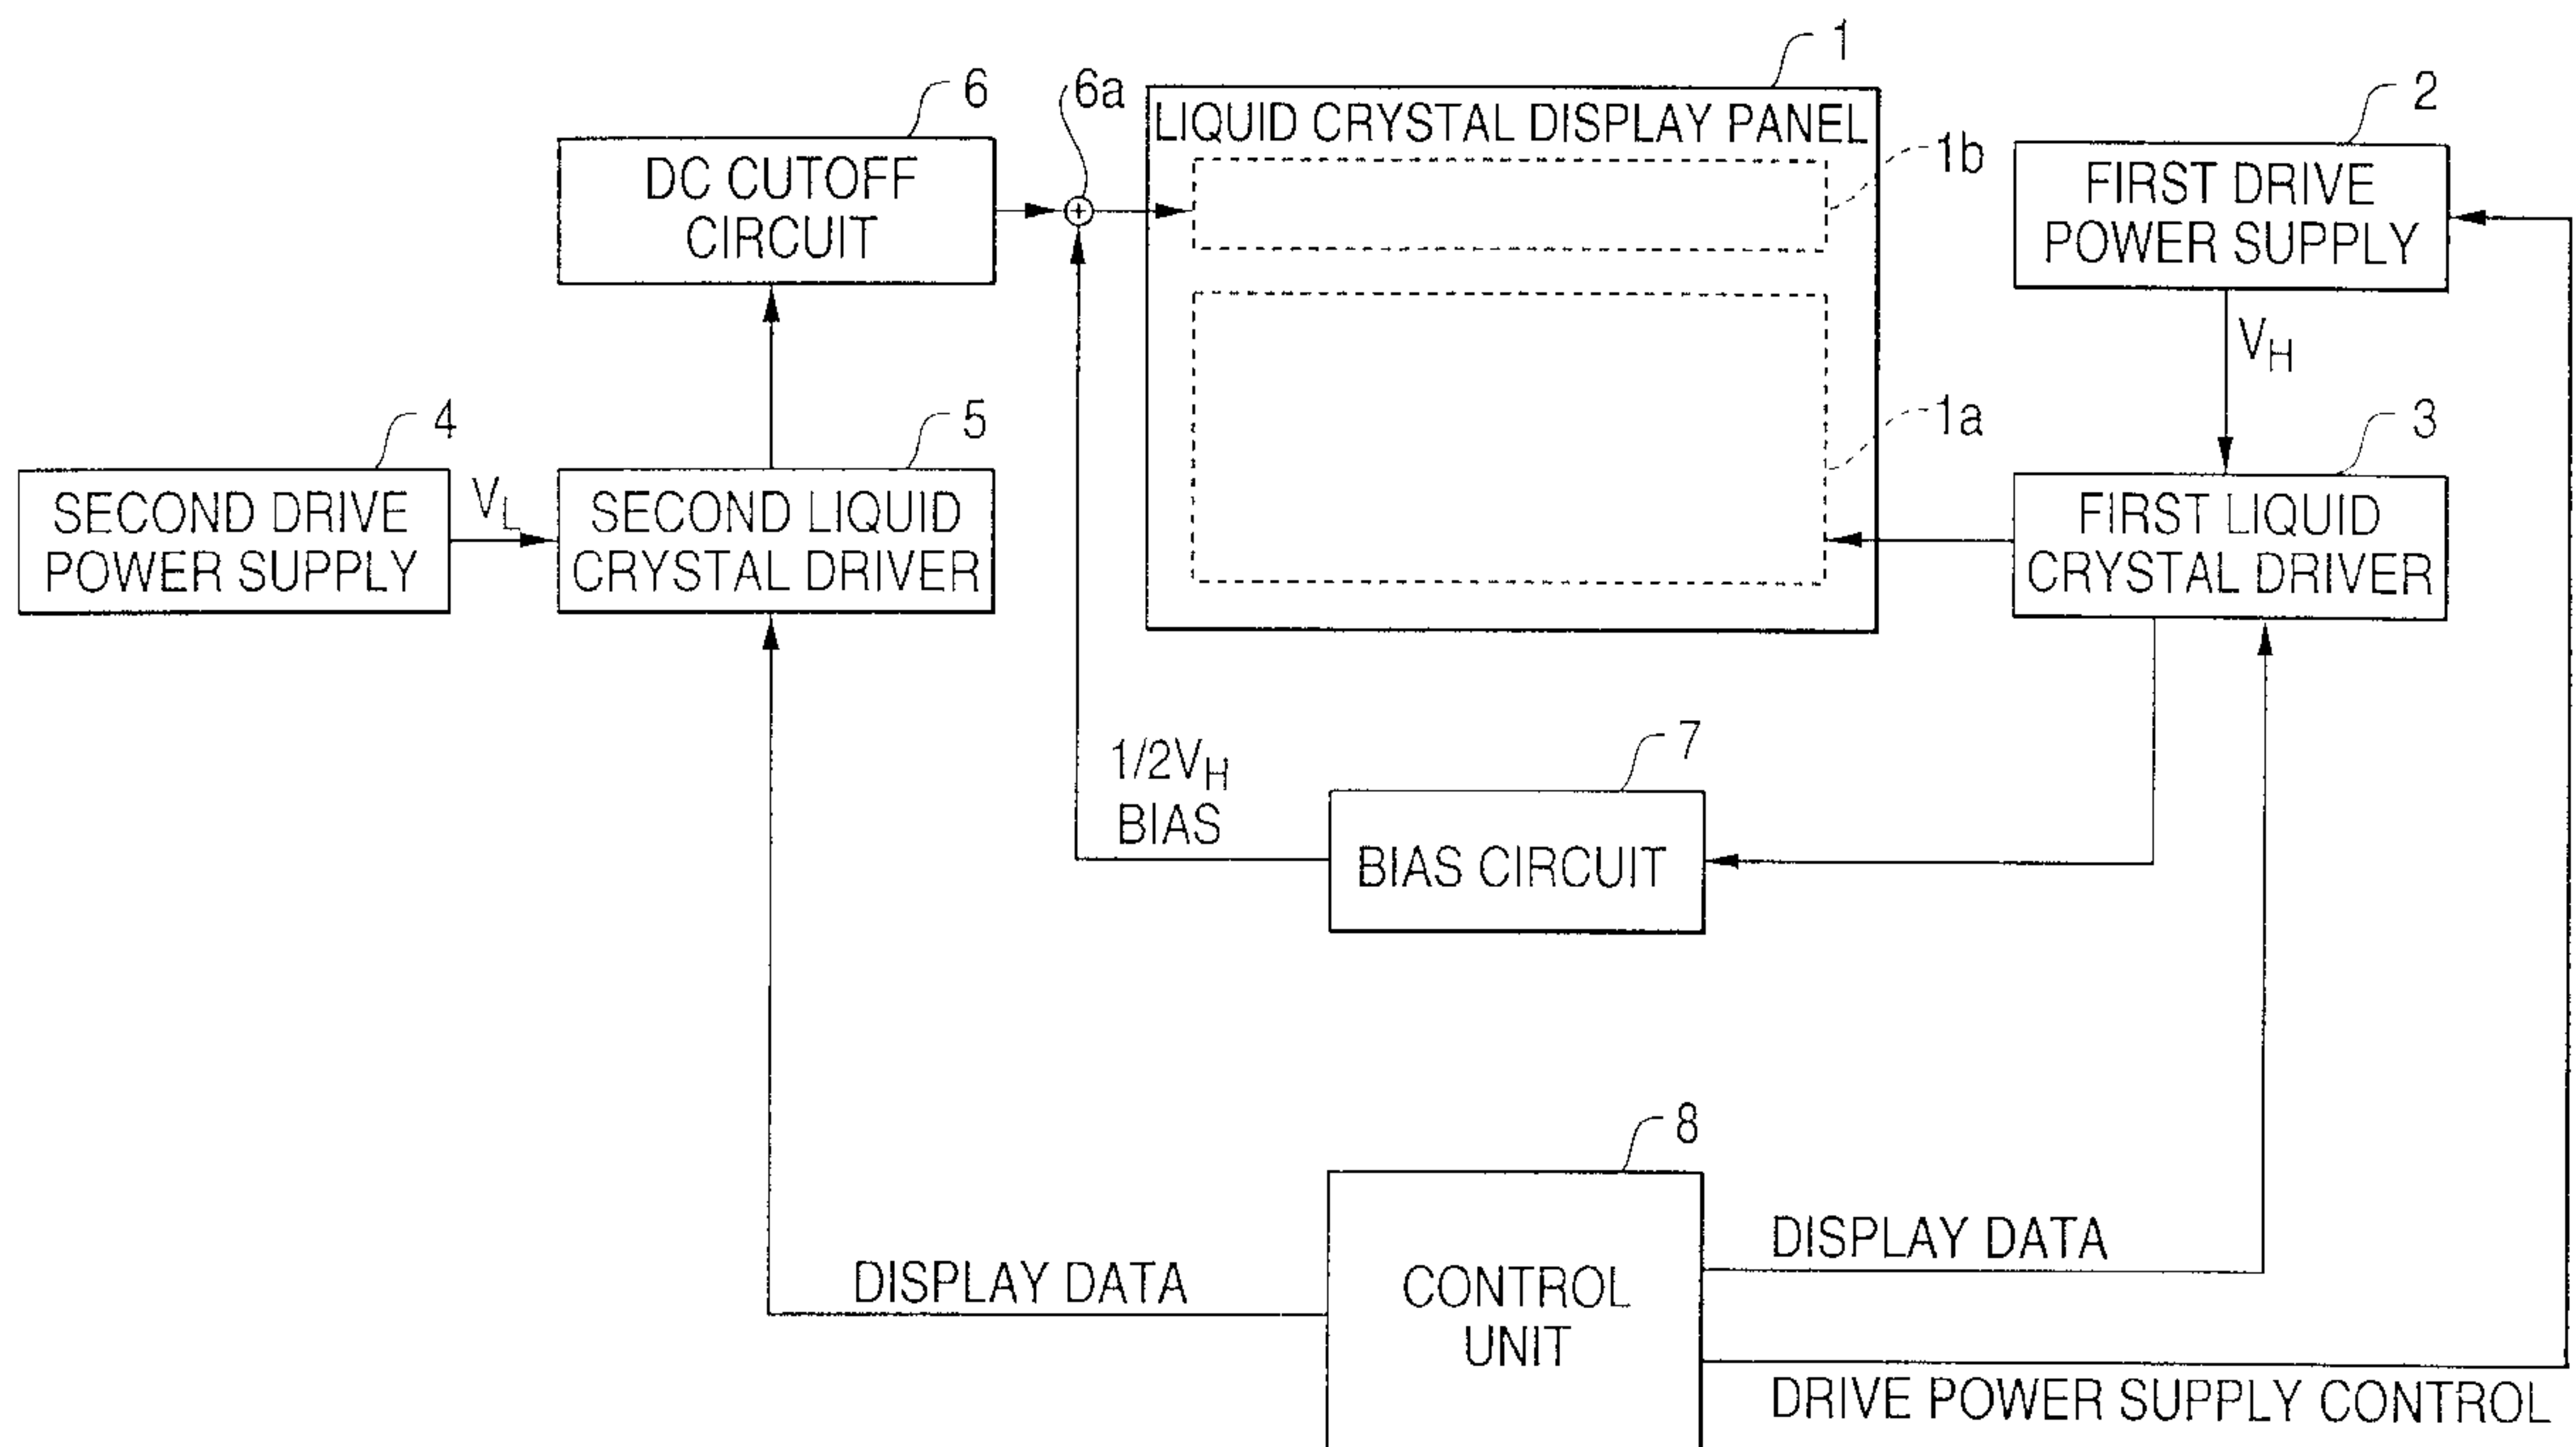 1
6
6a
2
LIQUID CRYSTAL DISPLAY PANEL
1b
DC CUTOFF
CIRCUIT
FIRST DRIVE
POWER SUPPLY
VH
4
5
1a
3
SECOND DRIVE
POWER SUPPLY
VL
SECOND LIQUID
CRYSTAL DRIVER
FIRST LIQUID
CRYSTAL DRIVER
7
1/2VH
BIAS
BIAS CIRCUIT
8
DISPLAY DATA
DISPLAY DATA
CONTROL
UNIT
DRIVE POWER SUPPLY CONTROL